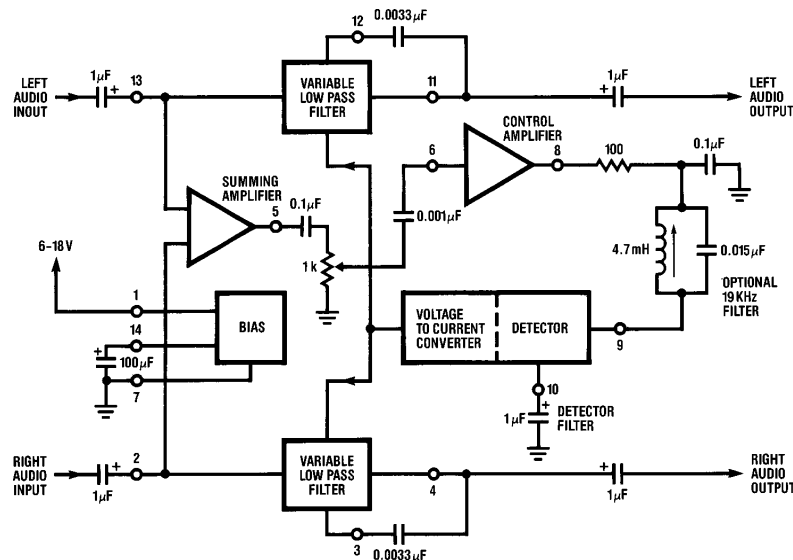 12
0.0033μF
LEFT
AUDIO
INOUT
1μF
+
13
VARIABLE
LOW PASS
FILTER
11
1μF
+
LEFT
AUDIO
OUTPUT
CONTROL
AMPLIFIER
6
8
100
0.1μF
SUMMING
AMPLIFIER
5
0.1μF
0.001μF
1k
4.7mH
0.015μF
OPTIONAL
19KHz
FILTER
6-18V
1
14
+
100μF
7
BIAS
VOLTAGE
TO CURRENT
CONVERTER
DETECTOR
9
10
+
1μF
DETECTOR
FILTER
RIGHT
AUDIO
INPUT
+
1μF
2
VARIABLE
LOW PASS
FILTER
4
+
1μF
RIGHT
AUDIO
OUTPUT
3
0.0033μF